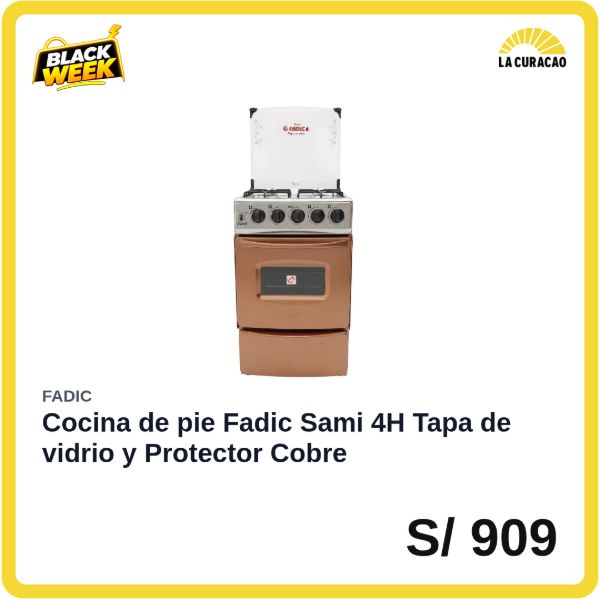 BLACK
WEEK
LA CURACAO
FADIC
Cocina de pie Fadic Sami 4H Tapa de
vidrio y Protector Cobre
S/ 909